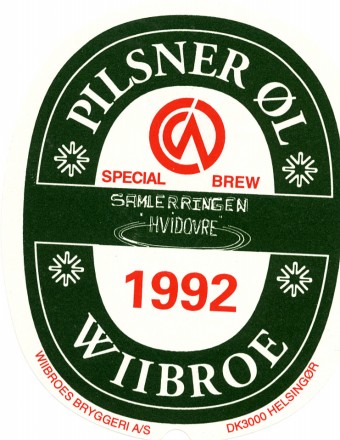 PILSNER ØL
SPECIAL BREW
SAMLERRINGEN
"HVIDOVRE"
1992
WIIBROE
WIIBROES BRYGGERI A/S
DK3000 HELSINGØR